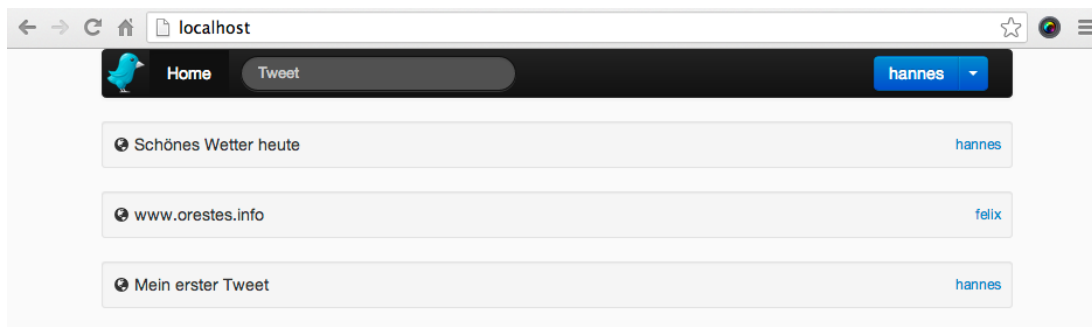 localhost
Home Tweet hannes
Schönes Wetter heute hannes
www.orestes.info felix
Mein erster Tweet hannes